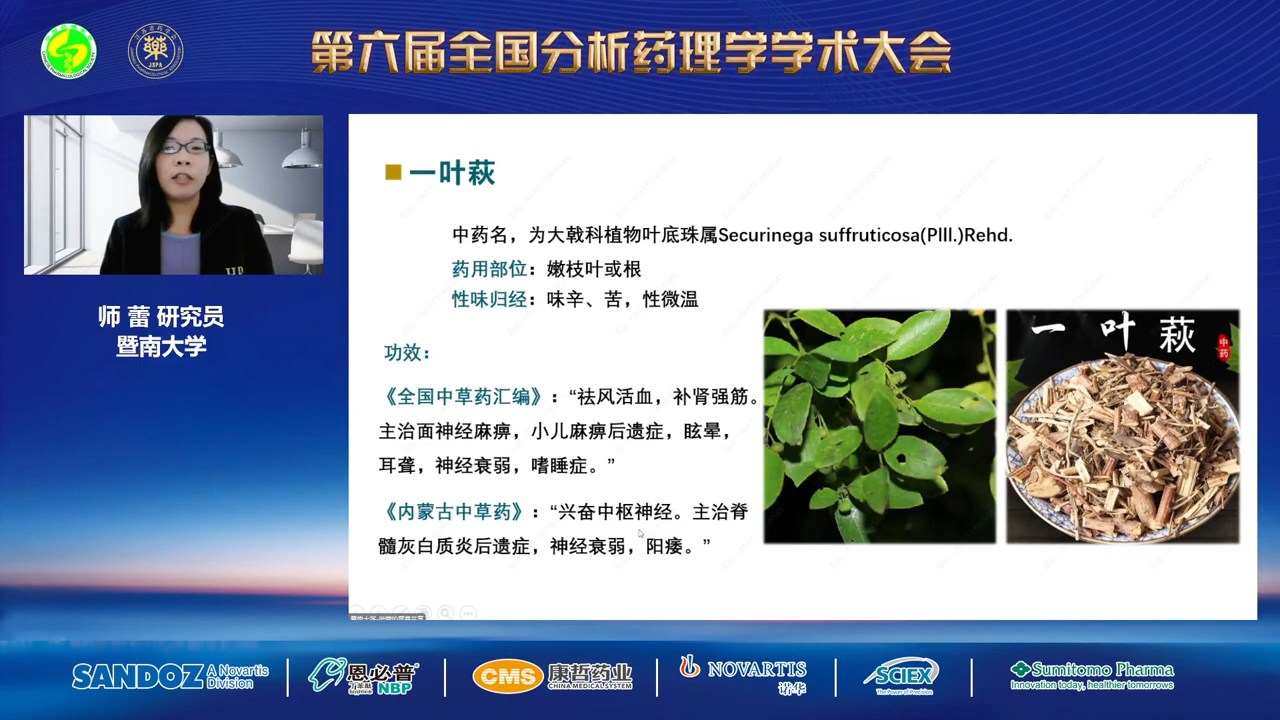 第六届全国分析药理学学术大会
JSPA
师 蕾 研究员
暨南大学
一叶萩
中药名，为大戟科植物叶底珠属Securinega suffruticosa(Plll.)Rehd.
药用部位：嫩枝叶或根
性味归经：味辛、苦，性微温
功效：
《全国中草药汇编》：“祛风活血，补肾强筋。
主治面神经麻痹，小儿麻痹后遗症，眩晕，
耳聋，神经衰弱，嗜睡症。”
《内蒙古中草药》：“兴奋中枢神经。主治脊
髓灰白质炎后遗症，神经衰弱，阳痿。”
一叶萩
中药
SANDOZ A Novartis Division
恩必普 NBP
CMS 康哲药业 CHINA MEDICAL SYSTEM
NOVARTIS 诺华
SCIEX The Power of Precision
Sumitomo Pharma
Innovation today, healthier tomorrows